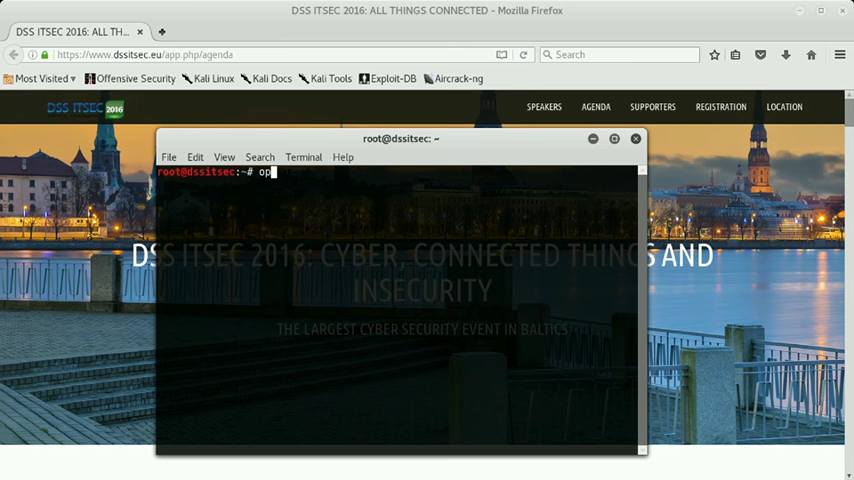 DSS ITSEC 2016: ALL THINGS CONNECTED - Mozilla Firefox
DSS ITSEC 2016: ALL TH...
https://www.dssitsec.eu/app.php/agenda
Search
Most Visited Offensive Security Kali Linux Kali Docs Kali Tools Exploit-DB Aircrack-ng
DSS ITSEC 2016 SPEAKERS AGENDA SUPPORTERS REGISTRATION LOCATION
root@dssitsec: ~
File Edit View Search Terminal Help
root@dssitsec:~# op
DSS ITSEC 2016: CYBER, CONNECTED THINGS AND
INSECURITY
THE LARGEST CYBER SECURITY EVENT IN BALTICS